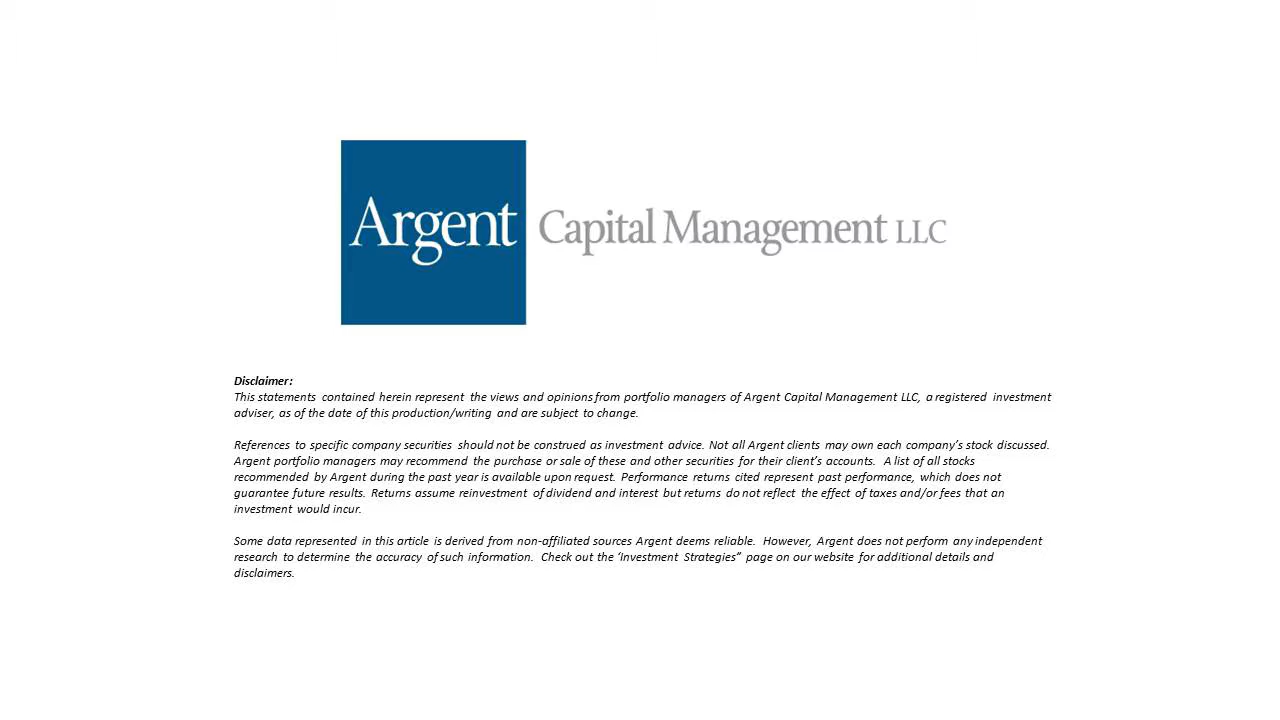 Argent Capital Management LLC
Disclaimer:
This statements contained herein represent the views and opinions from portfolio managers of Argent Capital Management LLC, a registered investment
adviser, as of the date of this production/writing and are subject to change.
References to specific company securities should not be construed as investment advice. Not all Argent clients may own each company's stock discussed.
Argent portfolio managers may recommend the purchase or sale of these and other securities for their client's accounts. A list of all stocks
recommended by Argent during the past year is available upon request. Performance returns cited represent past performance, which does not
guarantee future results. Returns assume reinvestment of dividend and interest but returns do not reflect the effect of taxes and/or fees that an
investment would incur.
Some data represented in this article is derived from non-affiliated sources Argent deems reliable. However, Argent does not perform any independent
research to determine the accuracy of such information. Check out the ‘Investment Strategies” page on our website for additional details and
disclaimers.